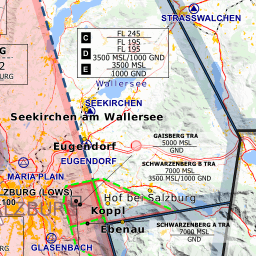 STRASSWALCHEN
FL 245
C
FL 195
D
FL 195
3500 MSL/1000 GND
E
3500 MSL
1000 GND
Wallersee
SEEKIRCHEN
Seekirchen am Wallersee
Eugendorf
EUGENDORF
GAISBERG TRA
5000 MSL
GND
MARIA PLAIN
SCHWARZENBERG B TRA
7000 MSL
3500 MSL/1000 GND
ZBURG (LOWS)
Hof bei Salzburg
Koppl
Ebenau
SCHWARZENBERG A TRA
7000 MSL
GND
GLASENBACH